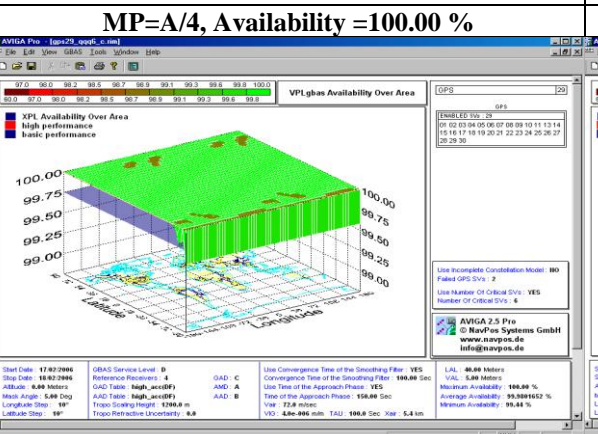 MP=A/4, Availability =100.00 %
AVIGA Pro - [gps29_qqq6_c.rim]
File Edit View GBAS Tools Window Help
97.0 98.0 98.2 98.5 98.7 98.9 99.1 99.3 99.6 99.8 100.0
60.0 97.0 98.0 98.2 98.5 98.7 98.9 99.1 99.3 99.6 99.8
VPLgbas Availability Over Area
GPS 29
XPL Availability Over Area
high performance
basic performance
GPS
ENABLED SVs : 29
01 02 03 04 05 06 07 08 09 10 11 13 14
15 16 17 18 19 20 21 22 23 24 25 26 27
28 29 30
100.00
99.75
99.50
99.25
99.00
100.00
99.75
99.50
99.25
99.00
Latitude
Longitude
Use Incomplete Constellation Model : NO
Failed GPS SVs : 2
Use Number Of Critical SVs : YES
Number Of Critical SVs : 6
AVIGA 2.5 Pro
© NavPos Systems GmbH
www.navpos.de
info@navpos.de
Start Date : 17/02/2006
Stop Date : 18/02/2006
Altitude : 0.00 Meters
Mask Angle : 5.00 Deg
Longitude Step : 10°
Latitude Step : 10°
GBAS Service Level : D
Reference Receivers : 4 GAD : C
GAD Table : high_acc(DF) AMD : A
AAD Table : high_acc(DF) AAD : B
Tropo Scaling Height : 1200.0 m
Tropo Refractive Uncertainty : 0.0
Use Convergence Time of the Smoothing Filter : YES
Convergence Time of the Smoothing Filter : 100.00 Sec
Use Time of the Approach Phase : YES
Time of the Approach Phase : 150.00 Sec
Vair : 72.0 m/sec
VIG : 4.0e-006 m/m TAU : 100.0 Sec Xair : 5.4 km
LAL : 40.00 Meters
VAL : 5.00 Meters
Maximum Availability : 100.00 %
Average Availability : 99.9801652 %
Minimum Availability : 99.44 %